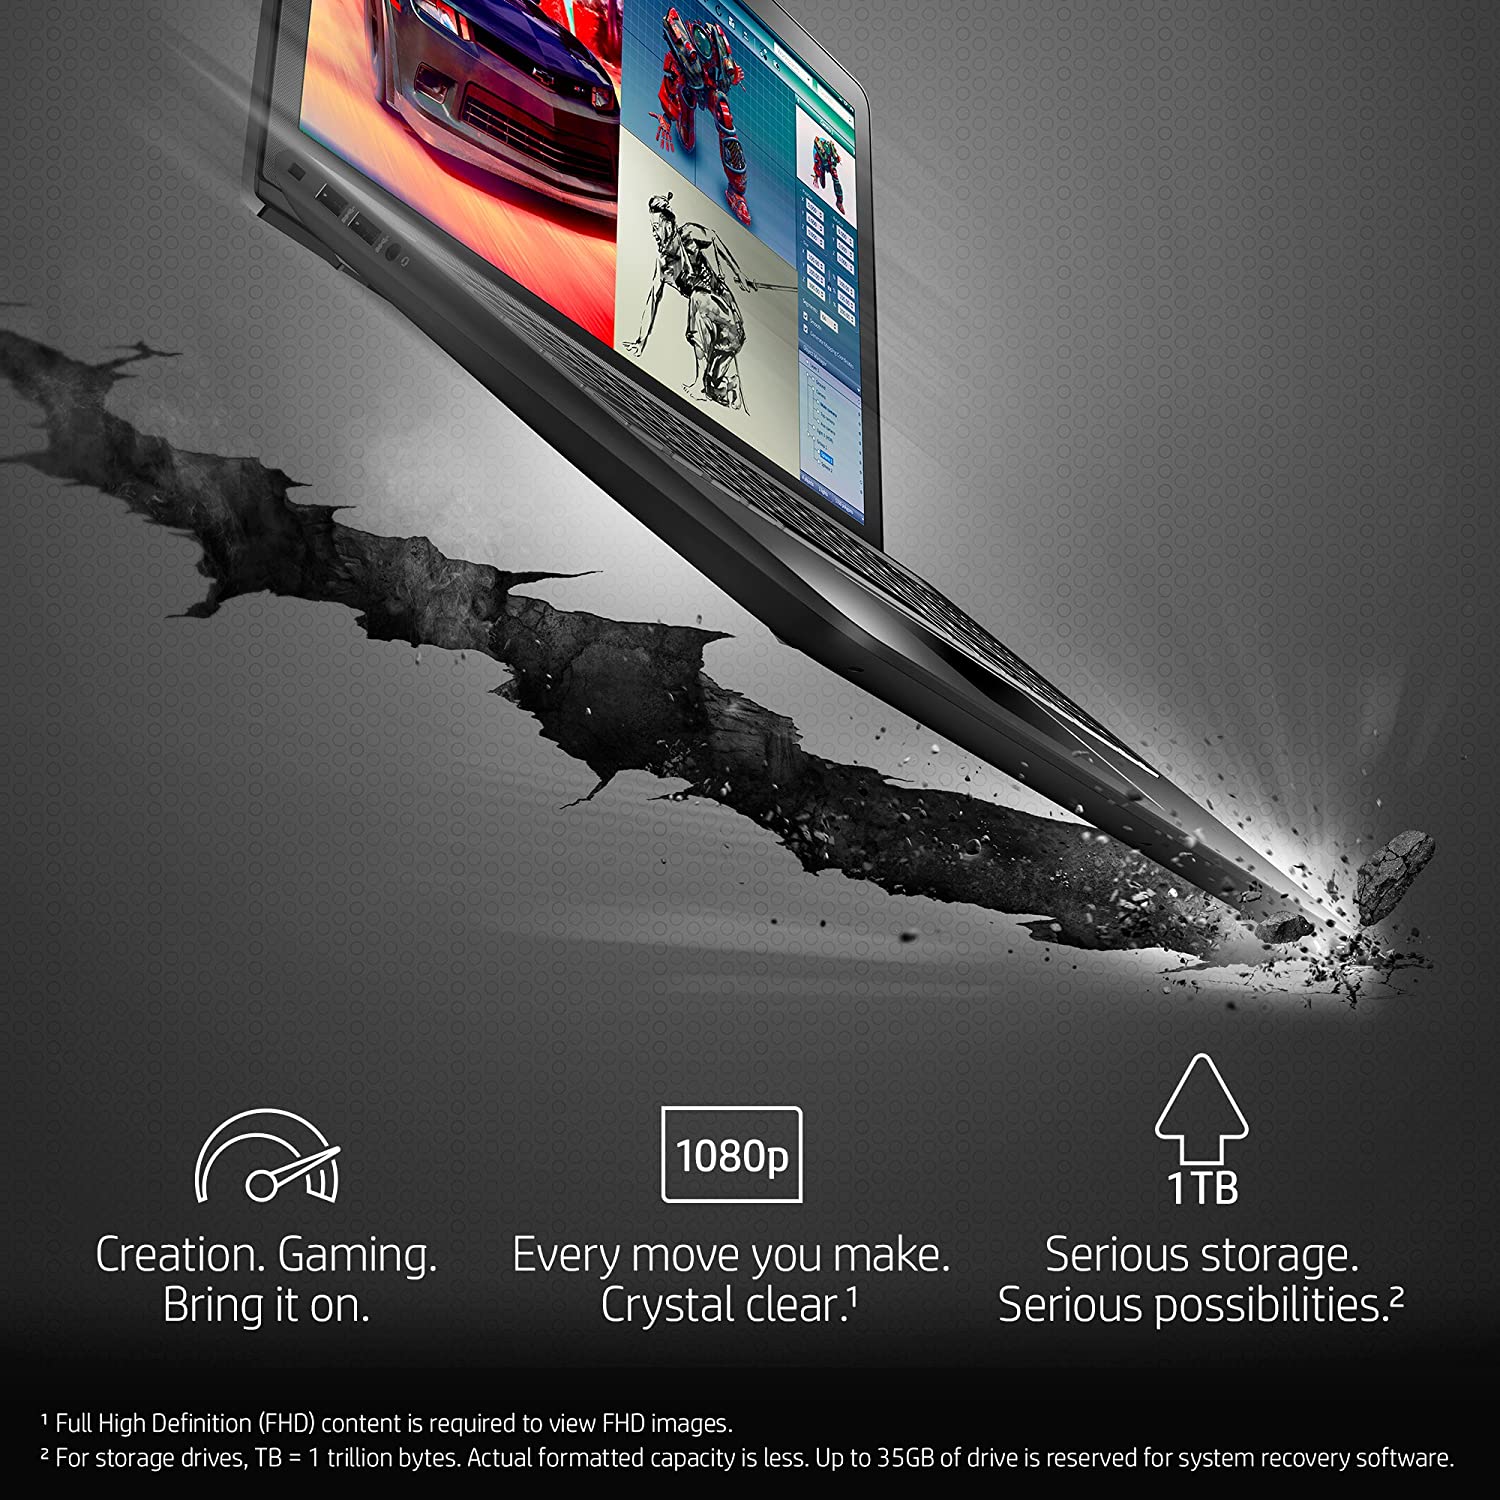 1080p
1TB
Creation. Gaming.
Bring it on.
Every move you make.
Crystal clear.¹
Serious storage.
Serious possibilities.²
¹ Full High Definition (FHD) content is required to view FHD images.
² For storage drives, TB = 1 trillion bytes. Actual formatted capacity is less. Up to 35GB of drive is reserved for system recovery software.